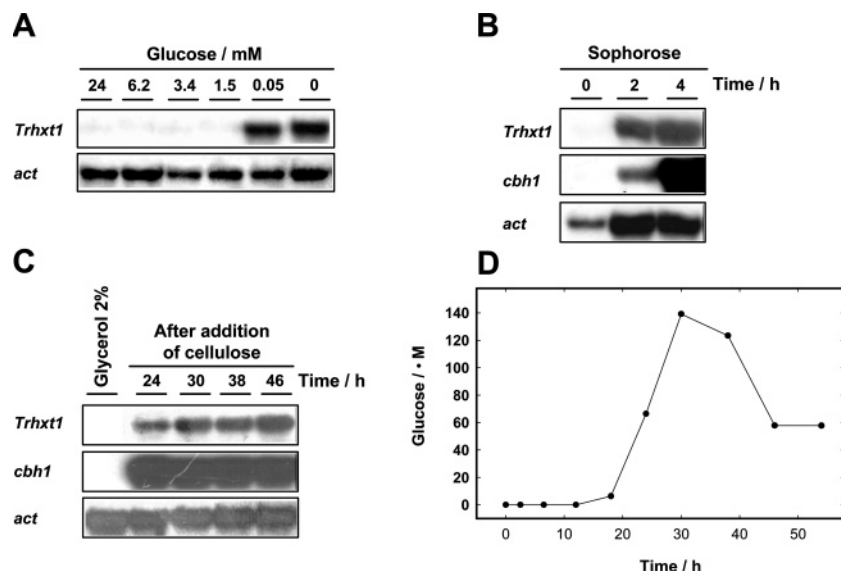 A
Glucose / mM
24 6.2 3.4 1.5 0.05 0
Trhxt1
act
B
Sophorose
0 2 4 Time / h
Trhxt1
cbh1
act
C
Glycerol 2%
After addition
of cellulose
24 30 38 46 Time / h
Trhxt1
cbh1
act
D
Glucose / • M
140
120
100
80
60
40
20
0
0 10 20 30 40 50
Time / h